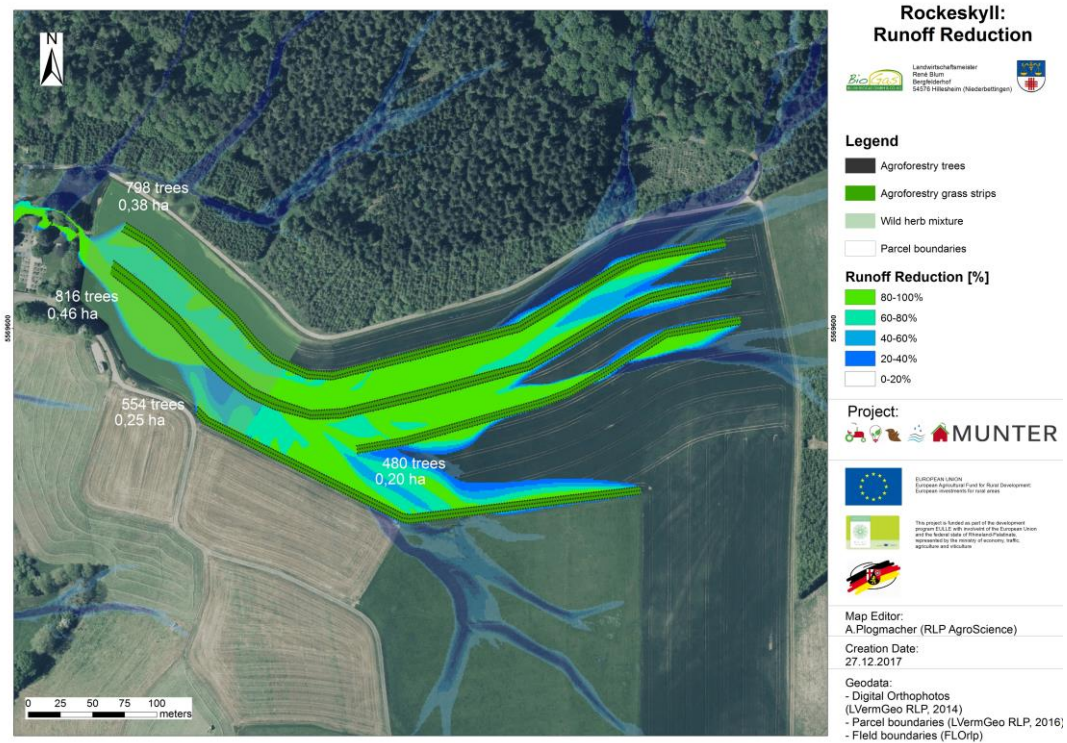 N
798 trees
0,38 ha
816 trees
0,46 ha
554 trees
0,25 ha
480 trees
0,20 ha
5569600
5569600
0 25 50 75 100
meters
Rockeskyll:
Runoff Reduction
BioGas
Landwirtschaftsmeister
René Blum
Bergfelderhof
54576 Hillesheim (Niederbettingen)
Legend
Agroforestry trees
Agroforestry grass strips
Wild herb mixture
Parcel boundaries
Runoff Reduction [%]
80-100%
60-80%
40-60%
20-40%
0-20%
Project:
MUNTER
EUROPEAN UNION
European Agricultural Fund for Rural Development:
European investments for rural areas
This project is funded as part of the development
program EULLE with involvemt of the European Union
and the federal state of Rhineland-Palatinate,
represented by the ministry of economy, traffic,
agriculture and viticulture
Map Editor:
A.Plogmacher (RLP AgroScience)
Creation Date:
27.12.2017
Geodata:
- Digital Orthophotos
(LVermGeo RLP, 2014)
- Parcel boundaries (LVermGeo RLP, 2016)
- Field boundaries (FLOrlp)